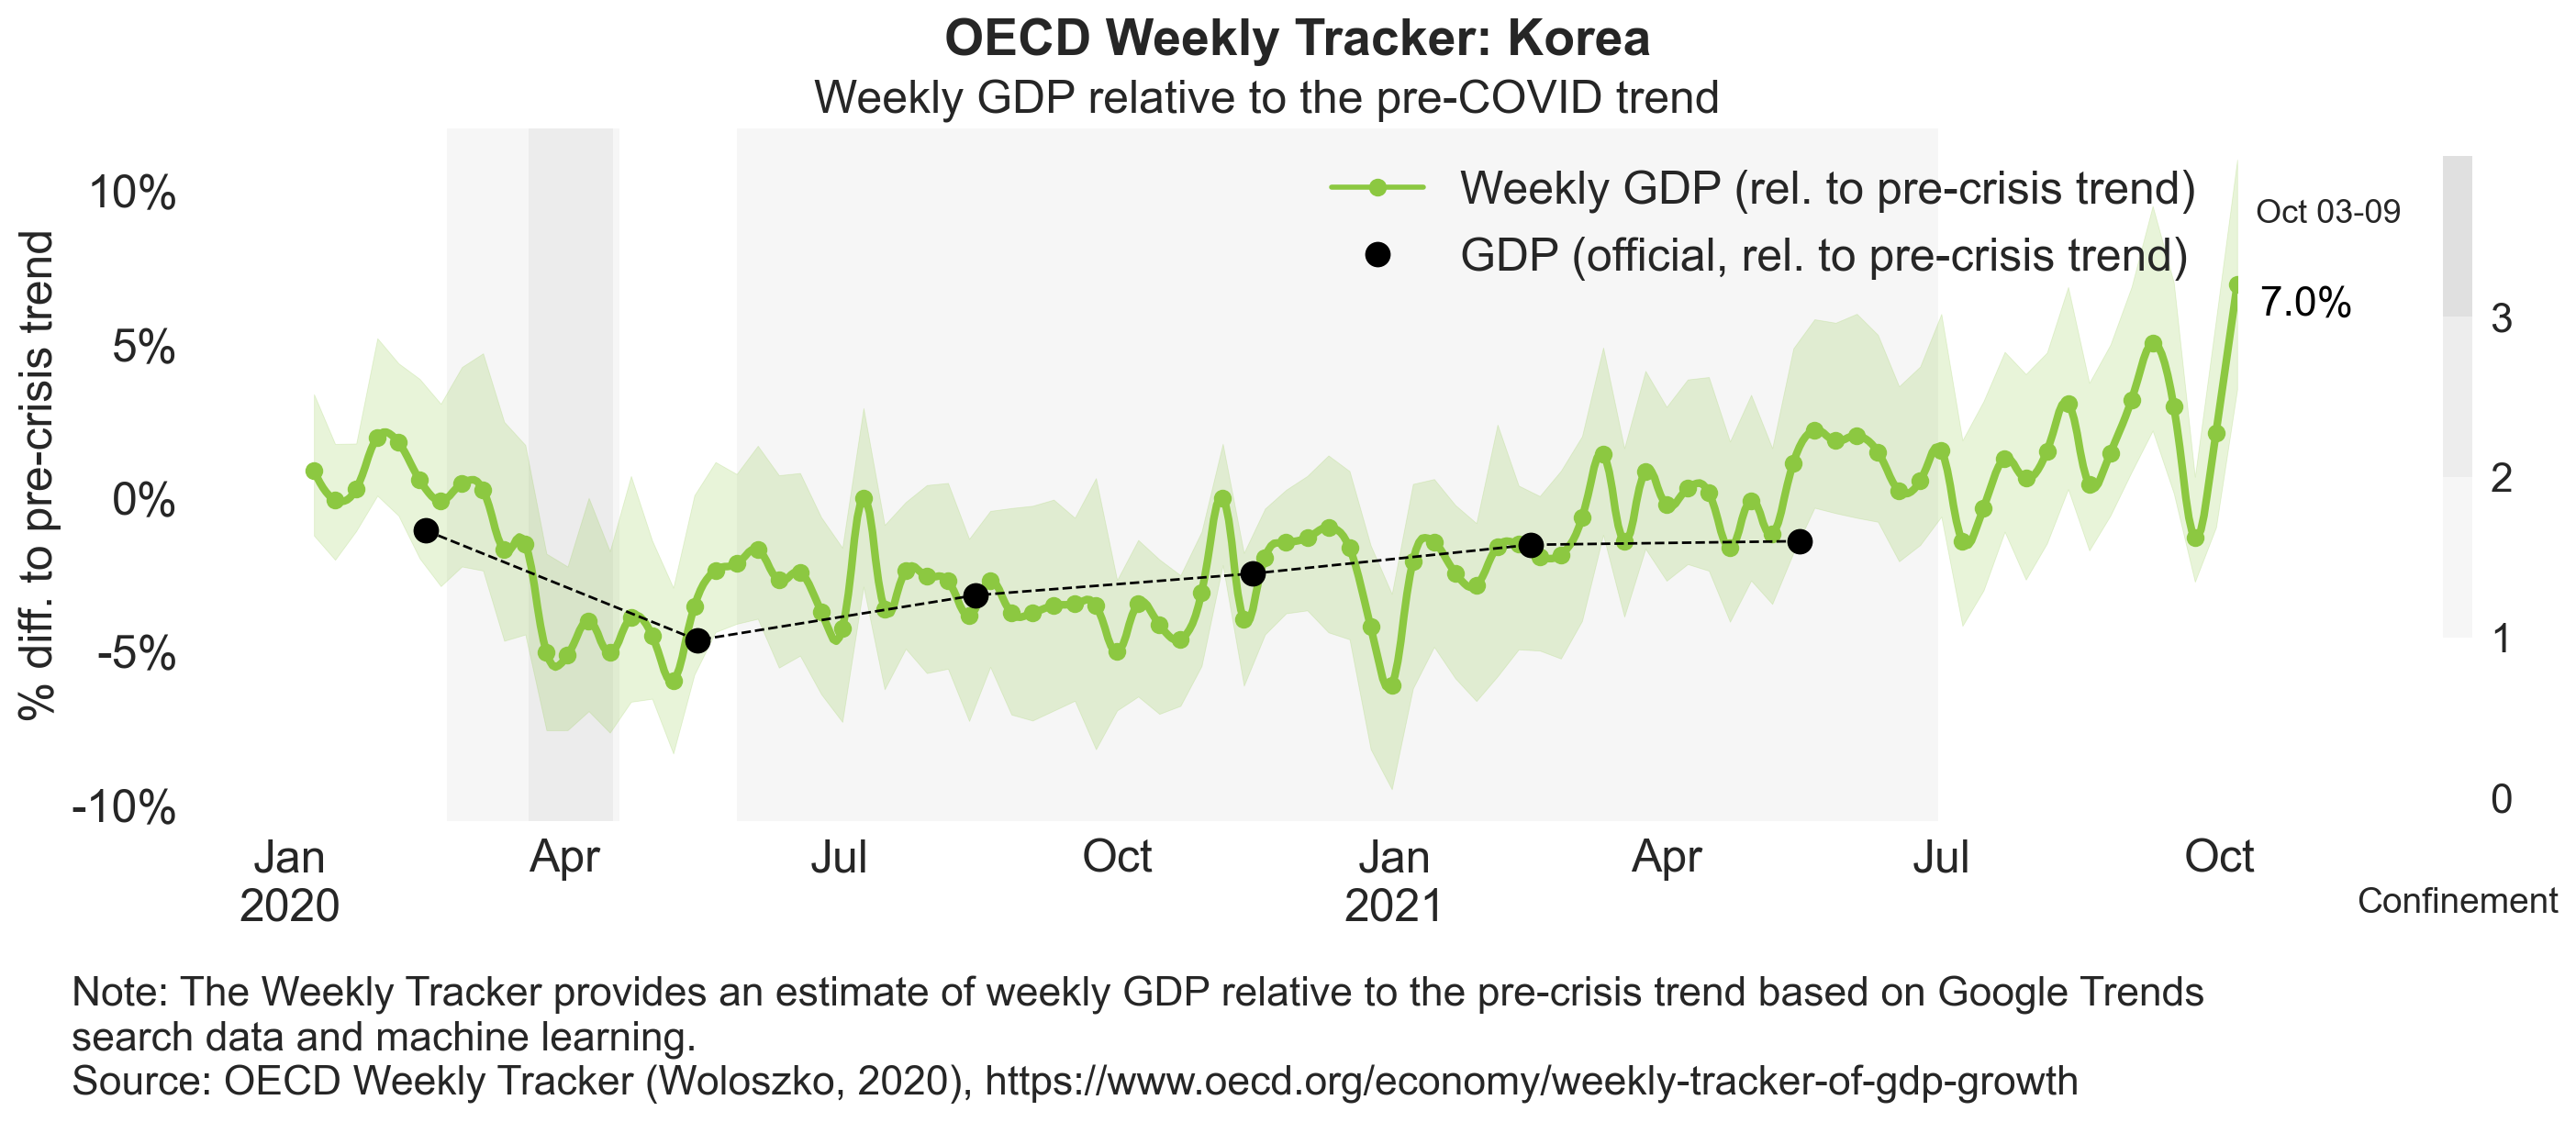 OECD Weekly Tracker: Korea
Weekly GDP relative to the pre-COVID trend
% diff. to pre-crisis trend
10%
5%
0%
-5%
-10%
Weekly GDP (rel. to pre-crisis trend)
GDP (official, rel. to pre-crisis trend)
Oct 03-09
7.0%
3
2
1
0
Confinement
Jan
2020
Apr
Jul
Oct
Jan
2021
Apr
Jul
Oct
Note: The Weekly Tracker provides an estimate of weekly GDP relative to the pre-crisis trend based on Google Trends
search data and machine learning.
Source: OECD Weekly Tracker (Woloszko, 2020), https://www.oecd.org/economy/weekly-tracker-of-gdp-growth